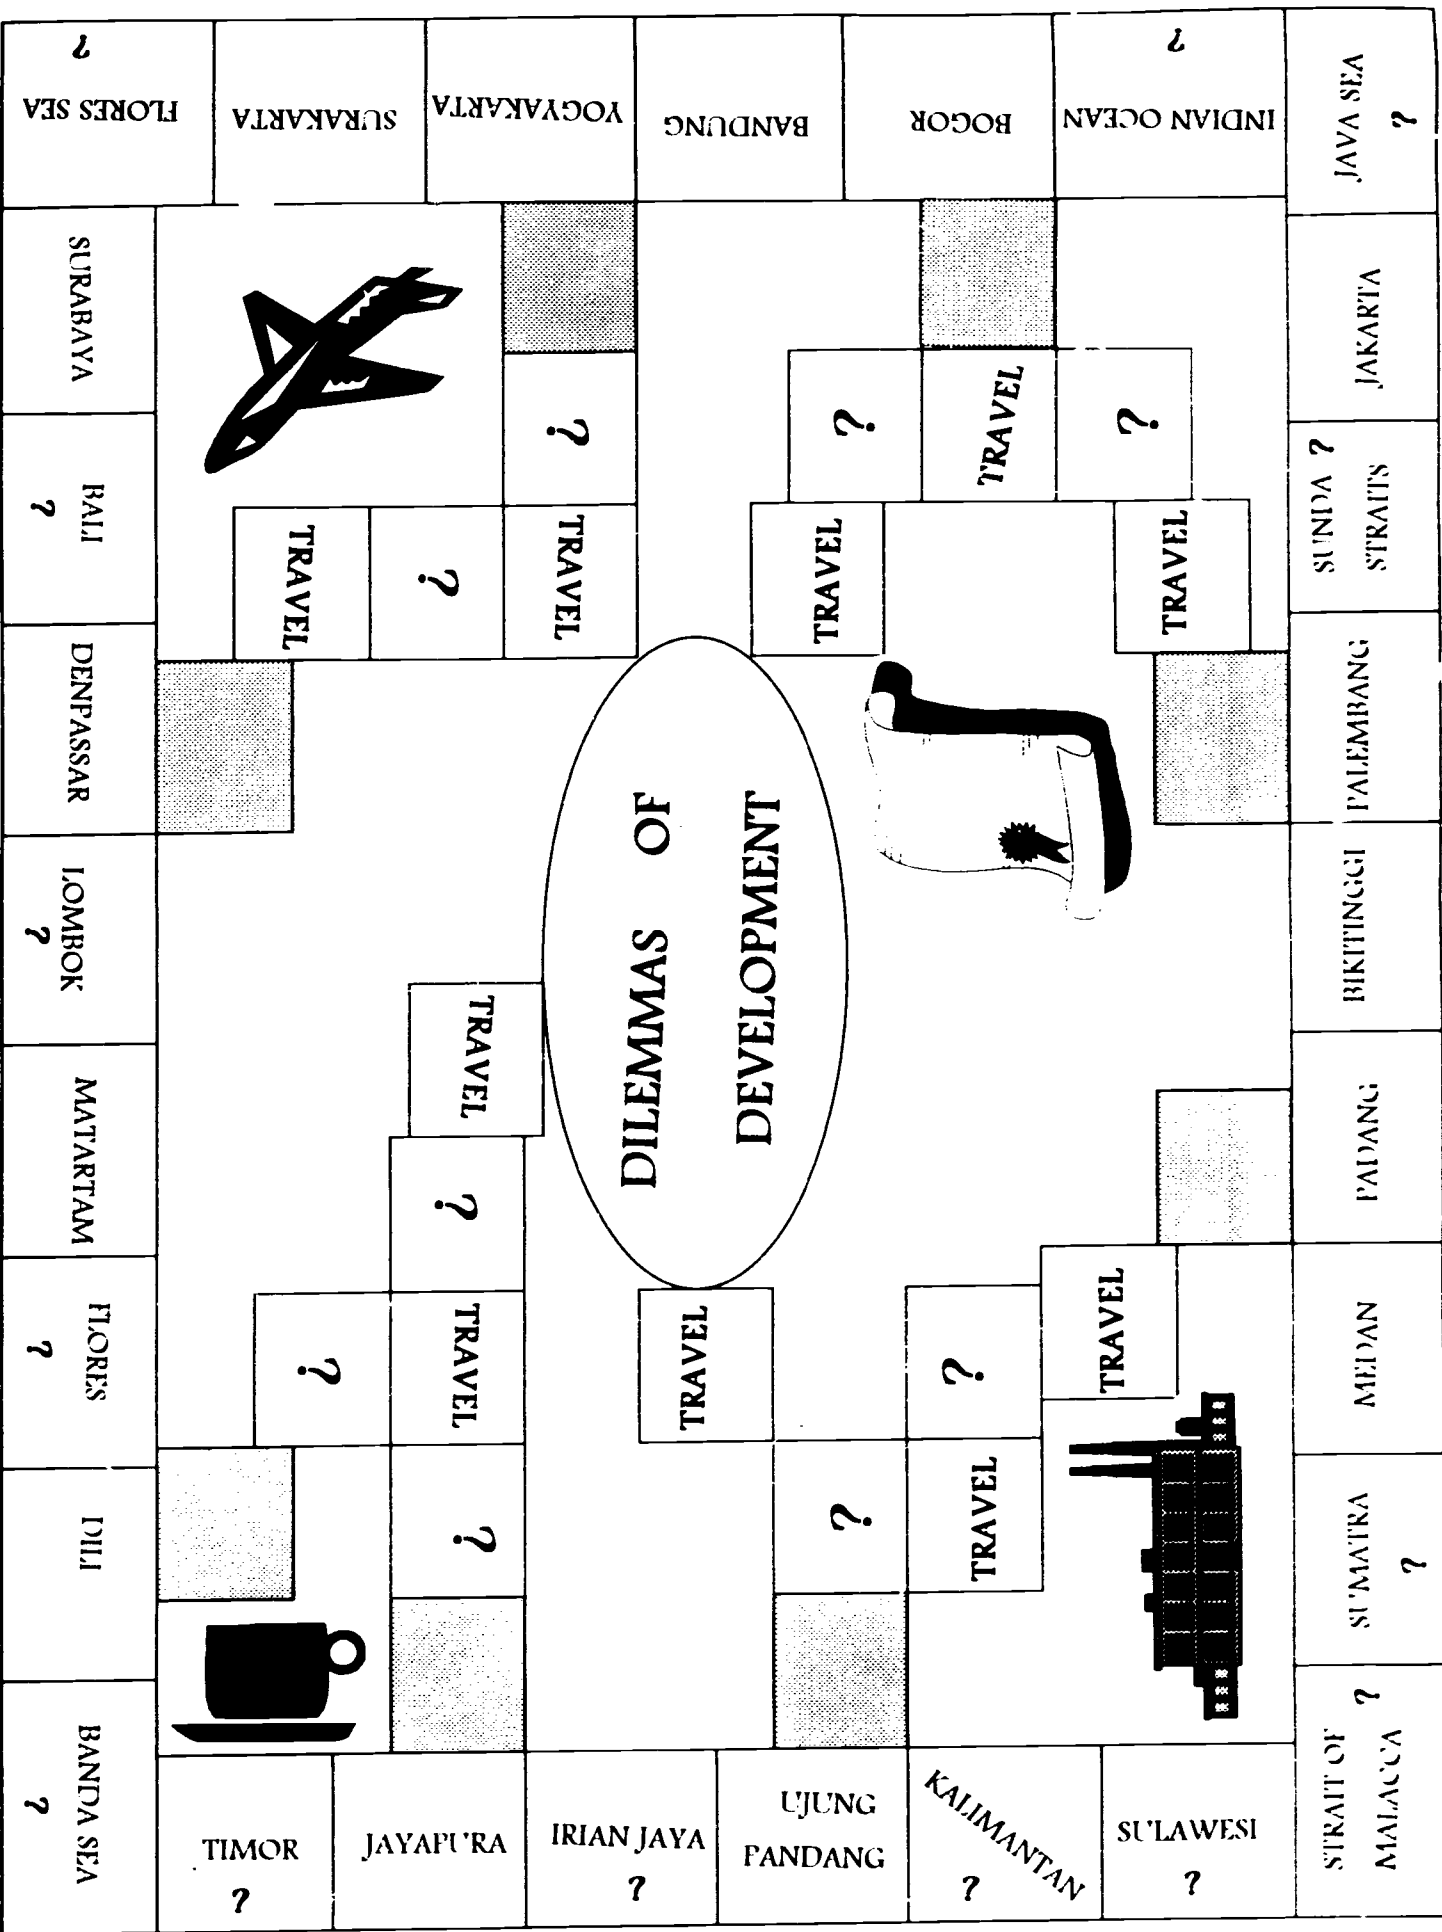 ?
FLORES SEA
SURAKARTA
YOGYAKARTA
BANDUNG
BOGOR
?
INDIAN OCEAN
JAVA SEA
?
JAKARTA
SUNDA ?
STRAITS
PALEMBANG
BIKITINGGI
PADANG
MEDAN
SUMATRA
?
STRAIT OF ?
MALACCA
SULAWESI
?
KALIMANTAN
?
UJUNG
PANDANG
IRIAN JAYA
?
JAYAPURA
TIMOR
?
BANDA SEA
?
DILI
FLORES
?
MATARTAM
LOMBOK
?
DENPASSAR
BALI
?
SURABAYA
?
TRAVEL
?
TRAVEL
?
TRAVEL
?
TRAVEL
TRAVEL
DILEMMAS OF
DEVELOPMENT
TRAVEL
?
TRAVEL
?
?
TRAVEL
?
TRAVEL
?
TRAVEL